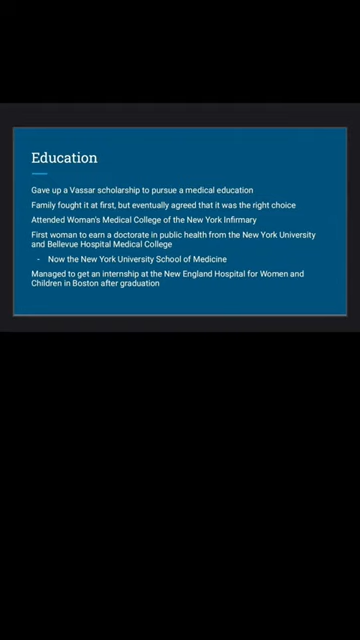 Education
Gave up a Vassar scholarship to pursue a medical education
Family fought it at first, but eventually agreed that it was the right choice
Attended Woman's Medical College of the New York Infirmary
First woman to earn a doctorate in public health from the New York University
and Bellevue Hospital Medical College
- Now the New York University School of Medicine
Managed to get an internship at the New England Hospital for Women and
Children in Boston after graduation